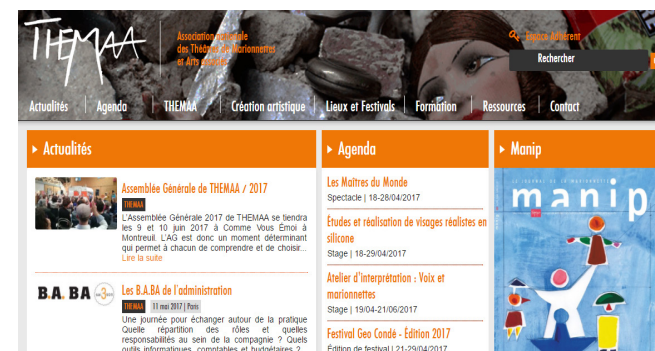 THEMAA
Association nationale
des Théâtres de Marionnettes
et Arts associés
Espace Adhérent
Rechercher
Actualités
Agenda
THEMAA
Création artistique
Lieux et Festivals
Formation
Ressources
Contact
Actualités
Assemblée Générale de THEMAA / 2017
THEMAA
L'Assemblée Générale 2017 de THEMAA se tiendra
les 9 et 10 juin 2017 à Comme Vous Émoi à
Montreuil. L'AG est donc un moment déterminant
qui permet à chacun de comprendre et de choisir...
Lire la suite
B.A. BA 3
Les B.A.BA de l'administration
THEMAA 11 mai 2017 | Paris
Une journée pour échanger autour de la pratique
Quelle répartition des rôles et quelles
responsabilités au sein de la compagnie ? Quels
outils informatiques, comptables et budgétaires ?
Agenda
Les Maîtres du Monde
Spectacle | 18-28/04/2017
Études et réalisation de visages réalistes en
silicone
Stage | 18-29/04/2017
Atelier d'interprétation : Voix et
marionnettes
Stage | 19/04-21/06/2017
Festival Geo Condé - Édition 2017
Édition de festival | 21-29/04/2017
Manip
LE JOURNAL DE LA MARIONNETTE
manip